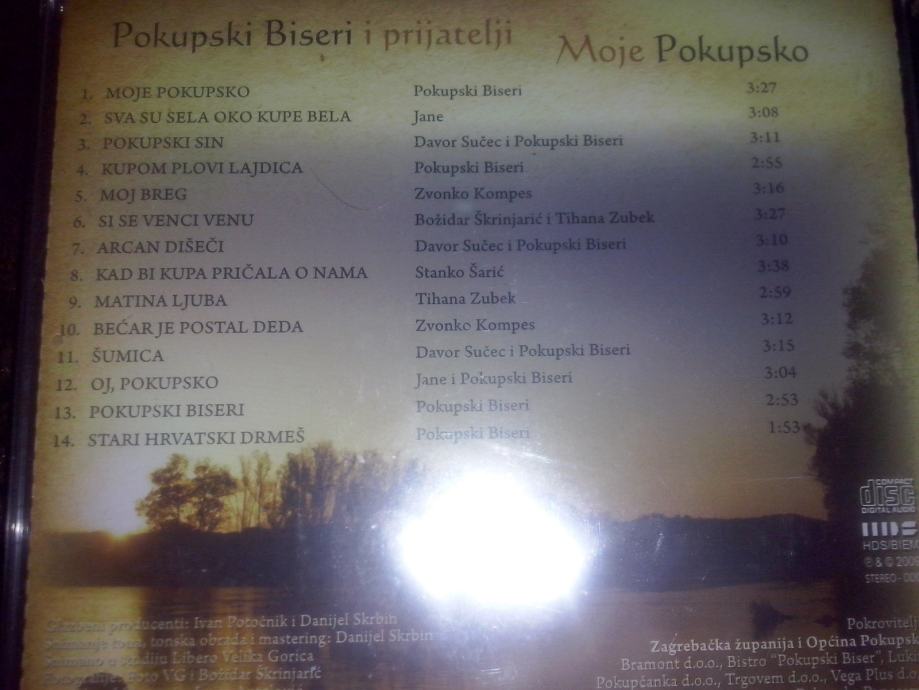 Pokupski Biseri i prijatelji
Moje Pokupsko
1. MOJE POKUPSKO Pokupski Biseri 3:27
2. SVA SU SELA OKO KUPE BELA Jane 3:08
3. POKUPSKI SIN Davor Sučec i Pokupski Biseri 3:11
4. KUPOM PLOVI LAJDICA Pokupski Biseri 2:55
5. MOJ BREG Zvonko Kompes 3:16
6. SI SE VENCI VENU Božidar Škrinjarić i Tihana Zubek 3:27
7. ARCAN DIŠEČI Davor Sučec i Pokupski Biseri 3:10
8. KAD BI KUPA PRIČALA O NAMA Stanko Šarić 3:38
9. MATINA LJUBA Tihana Zubek 2:59
10. BEĆAR JE POSTAL DEDA Zvonko Kompes 3:12
11. ŠUMICA Davor Sučec i Pokupski Biseri 3:15
12. OJ, POKUPSKO Jane i Pokupski Biseri 3:04
13. POKUPSKI BISERI Pokupski Biseri 2:53
14. STARI HRVATSKI DRMEŠ Pokupski Biseri 1:53
COMPACT
disc
DIGITAL AUDIO
HDS/BIEM
STEREO
Glazbeni producenti: Ivan Potočnik i Danijel Skrbin
Snimanje tona, tonska obrada i mastering: Danijel Skrbin
Snimano u studiju Libero Velika Gorica
Foto VG i Božidar Škrinjarić
Zagrebačka županija i Općina
Bramont d.o.o., Bistro "Pokupski Biser",
Pokupčanka d.o.o., Trgovem d.o.o., Vega Plus